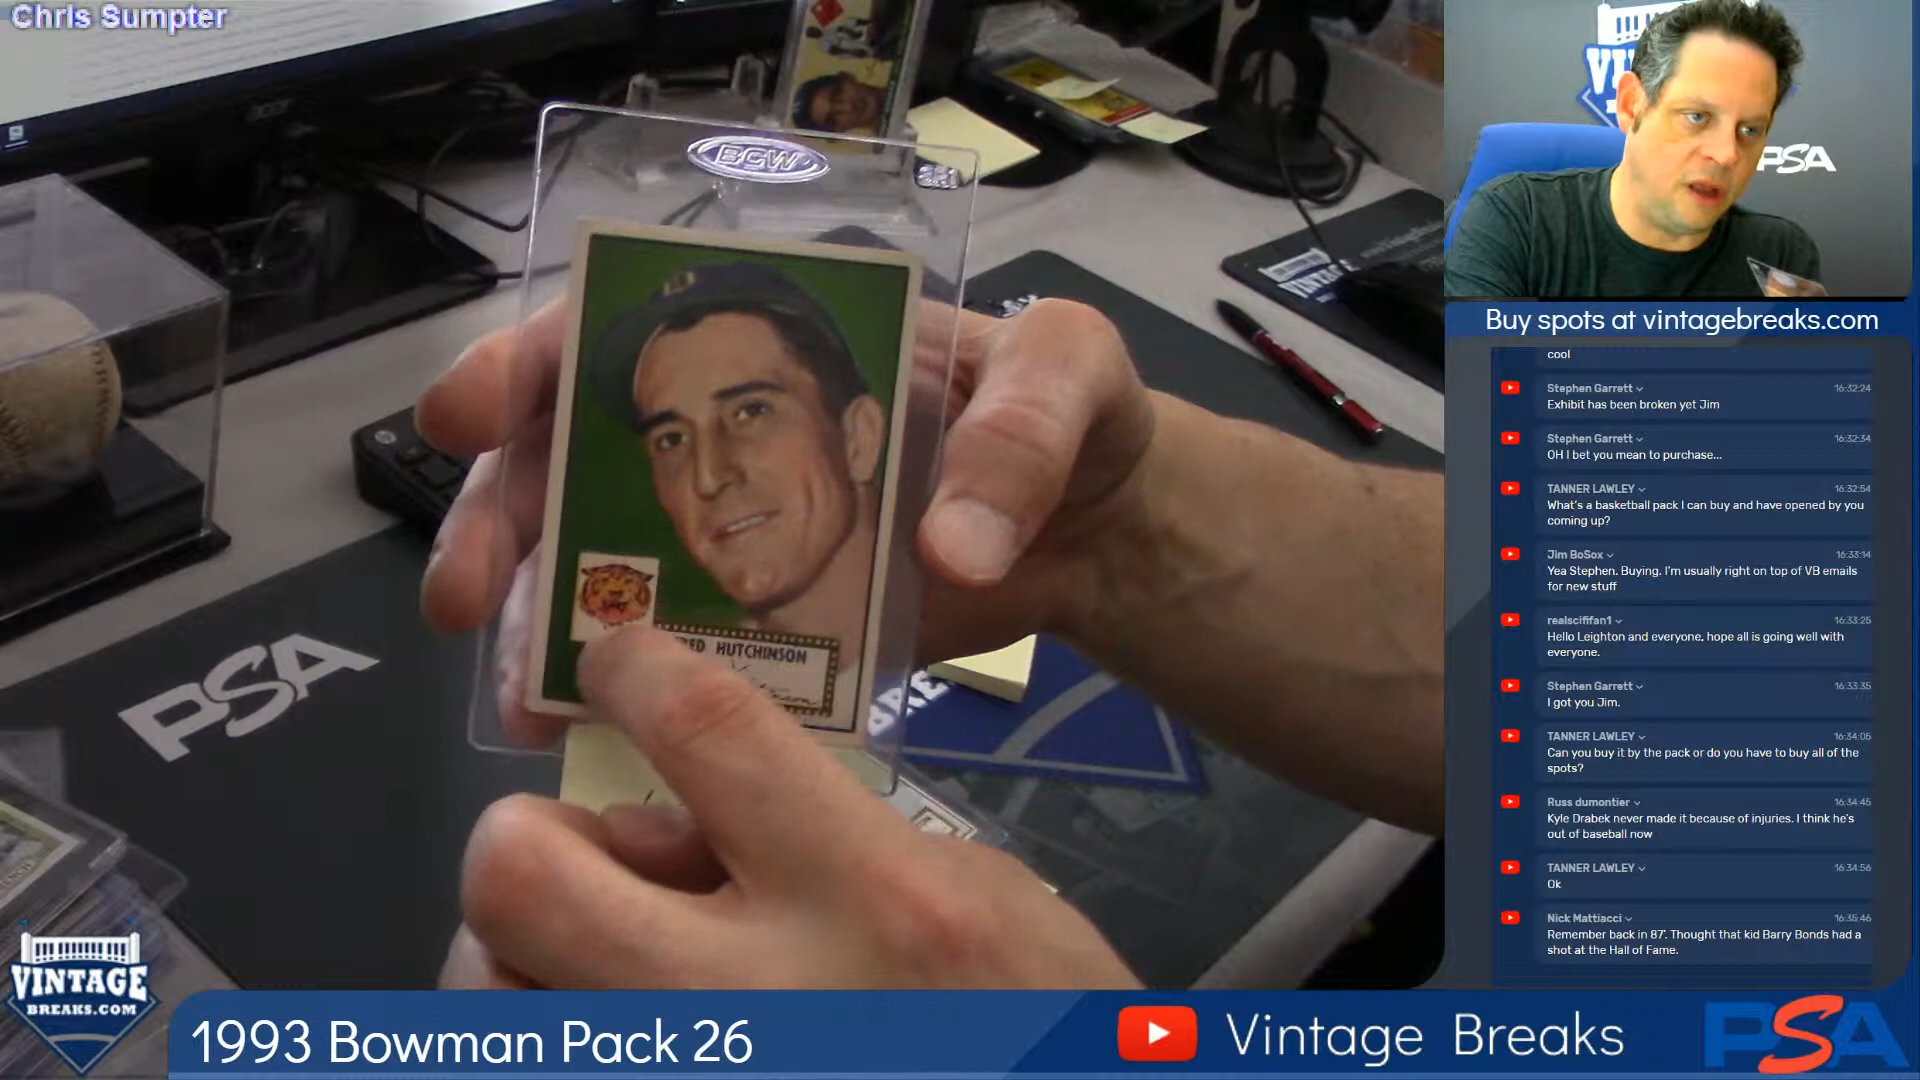 Chris Sumpter
BCW
PSA
HUTCHINSON
PSA
VINTAGE
BREAKS.COM
1993 Bowman Pack 26
Vintage Breaks
PSA
Buy spots at vintagebreaks.com
cool
Stephen Garrett 16:32:24
Exhibit has been broken yet Jim
Stephen Garrett 16:32:34
OH I bet you mean to purchase...
TANNER LAWLEY 16:32:54
What's a basketball pack I can buy and have opened by you
coming up?
Jim BoSox 16:33:14
Yea Stephen. Buying. I'm usually right on top of VB emails
for new stuff
realscififan1 16:33:25
Hello Leighton and everyone, hope all is going well with
everyone.
Stephen Garrett 16:33:35
I got you Jim.
TANNER LAWLEY 16:34:05
Can you buy it by the pack or do you have to buy all of the
spots?
Russ dumontier 16:34:45
Kyle Drabek never made it because of injuries. I think he's
out of baseball now
TANNER LAWLEY 16:34:56
Ok
Nick Mattiacci 16:35:46
Remember back in 87'. Thought that kid Barry Bonds had a
shot at the Hall of Fame.